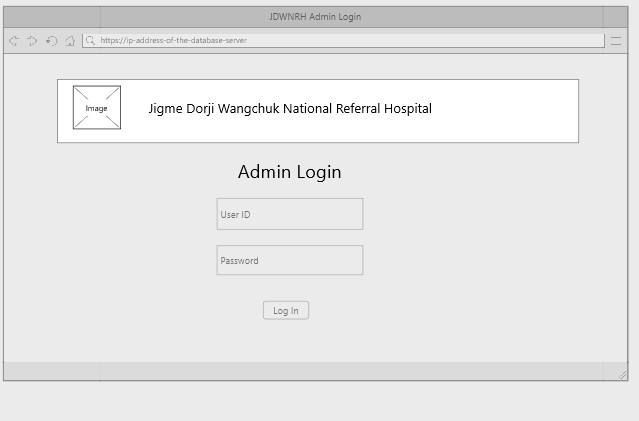 JDWNRH Admin Login
https://ip-address-of-the-database-server
Image
Jigme Dorji Wangchuk National Referral Hospital
Admin Login
User ID
Password
Log In